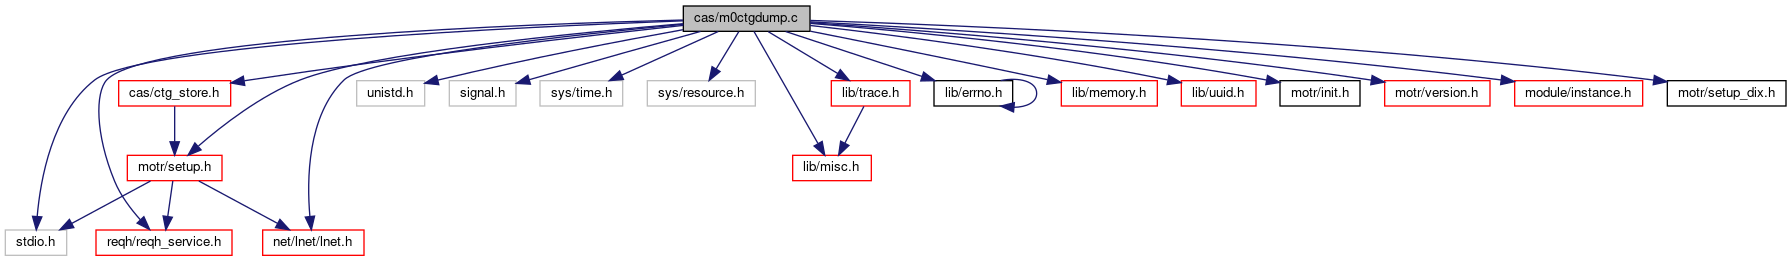 cas/m0ctgdump.c
cas/ctg_store.h
unistd.h
signal.h
sys/time.h
sys/resource.h
lib/trace.h
lib/errno.h
lib/memory.h
lib/uuid.h
motr/init.h
motr/version.h
module/instance.h
motr/setup_dix.h
motr/setup.h
lib/misc.h
stdio.h
reqh/reqh_service.h
net/lnet/lnet.h